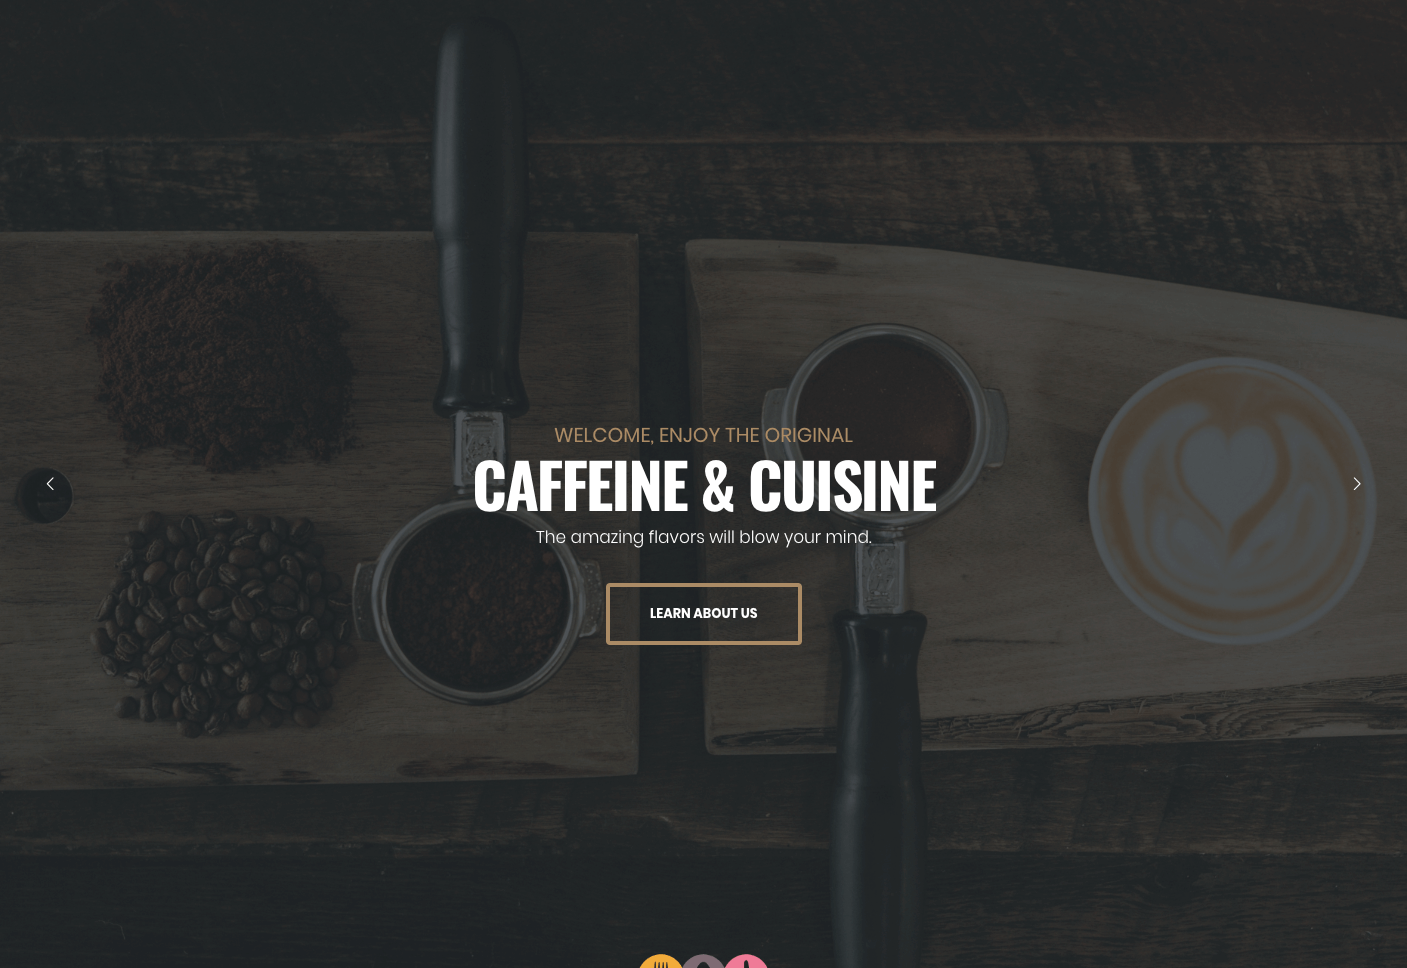 WELCOME, ENJOY THE ORIGINAL
CAFFEINE & CUISINE
The amazing flavors will blow your mind.
LEARN ABOUT US